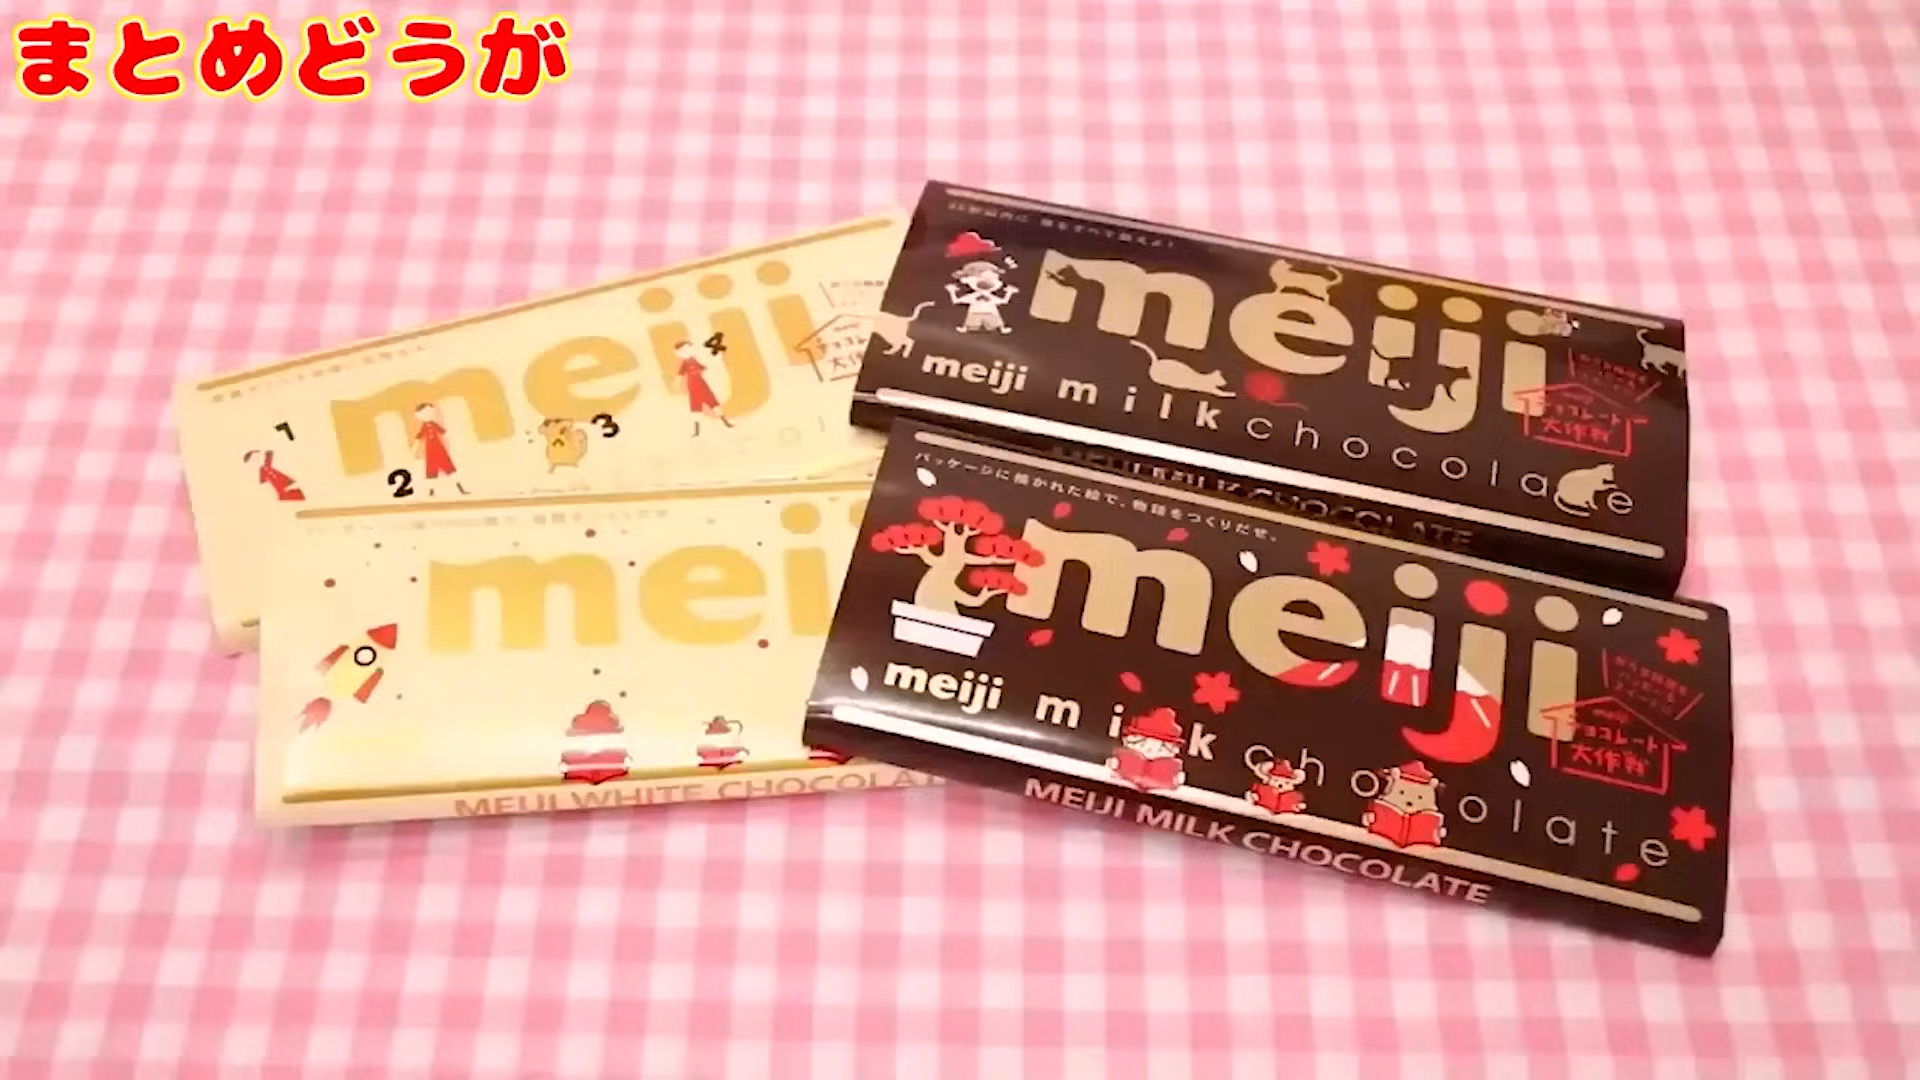 まとめどうが
meiji
1
2
3
4
meiji
MEIJI WHITE CHOCOLAT
meiji
meiji milk chocolate
チョコレート
大作戦
パッケージに描かれた絵で、物語をつくりだせ。
meiji
meiji milk chocolate
チョコレート
大作戦
MEIJI MILK CHOCOLATE